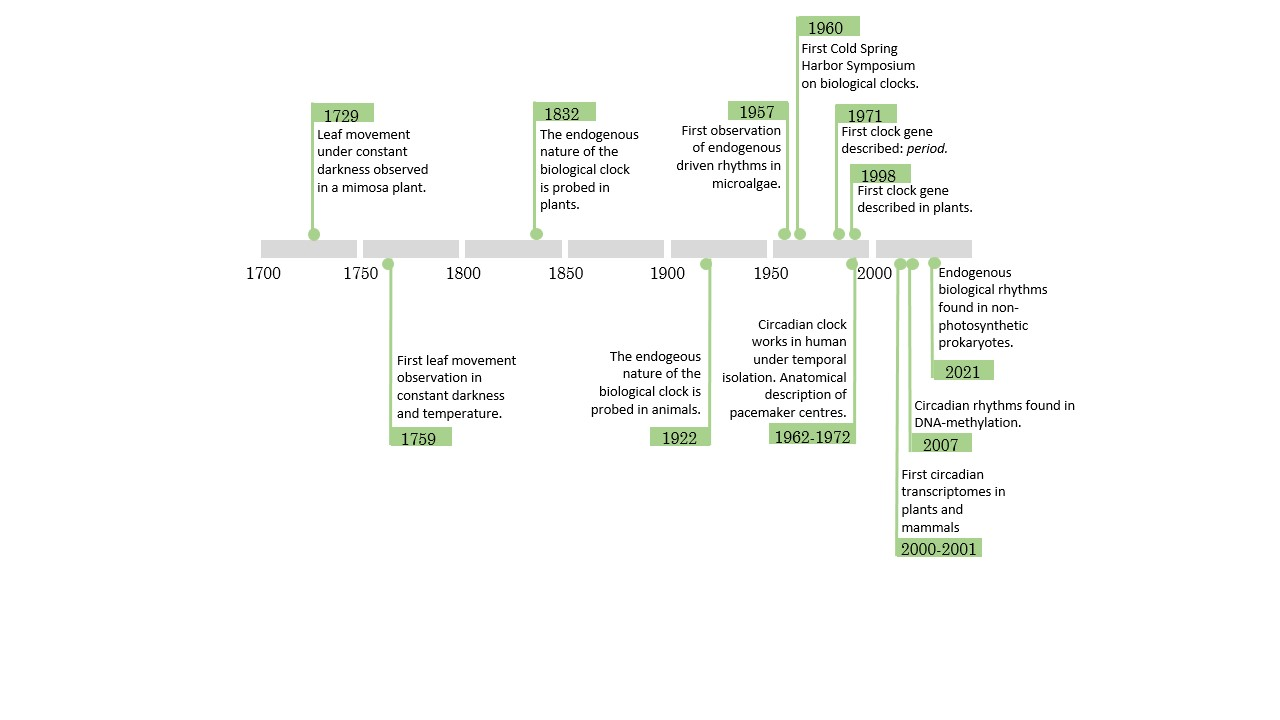 1960
First Cold Spring
Harbor Symposium
on biological clocks.
1729
Leaf movement
under constant
darkness observed
in a mimosa plant.
1832
The endogenous
nature of the
biological clock
is probed in
plants.
1957
First observation
of endogenous
driven rhythms in
microalgae.
1971
First clock gene
described: period.
1998
First clock gene
described in plants.
1700 1750 1800 1850 1900 1950 2000
Endogenous
biological rhythms
found in non-
photosynthetic
prokaryotes.
2021
First leaf movement
observation in
constant darkness
and temperature.
1759
The endogeous
nature of the
biological clock is
probed in animals.
1922
Circadian clock
works in human
under temporal
isolation. Anatomical
description of
pacemaker centres.
1962-1972
Circadian rhythms found in
DNA-methylation.
2007
First circadian
transcriptomes in
plants and
mammals
2000-2001